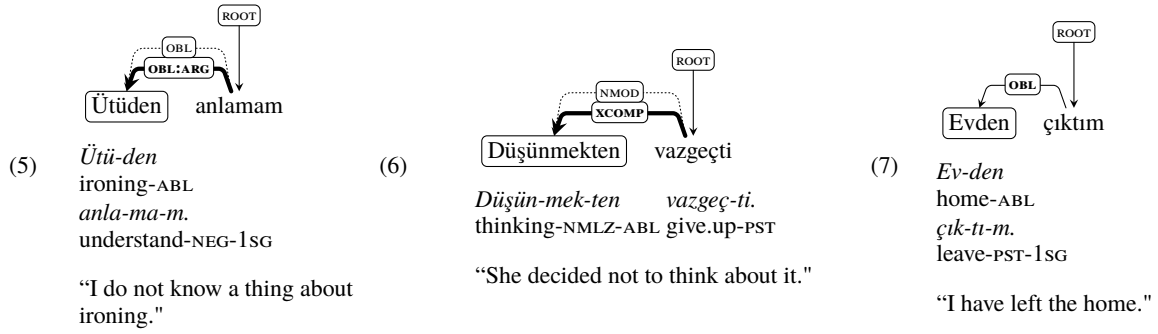 ROOT
OBL
OBL:ARG
Ütüden anlamam
(5)
Ütü-den
ironing-ABL
anla-ma-m.
understand-NEG-1SG
“I do not know a thing about
ironing."
ROOT
NMOD
XCOMP
Düşünmekten vazgeçti
(6)
Düşün-mek-ten vazgeç-ti.
thinking-NMLZ-ABL give.up-PST
“She decided not to think about it."
ROOT
OBL
Evden çıktım
(7)
Ev-den
home-ABL
çık-tı-m.
leave-PST-1SG
“I have left the home."